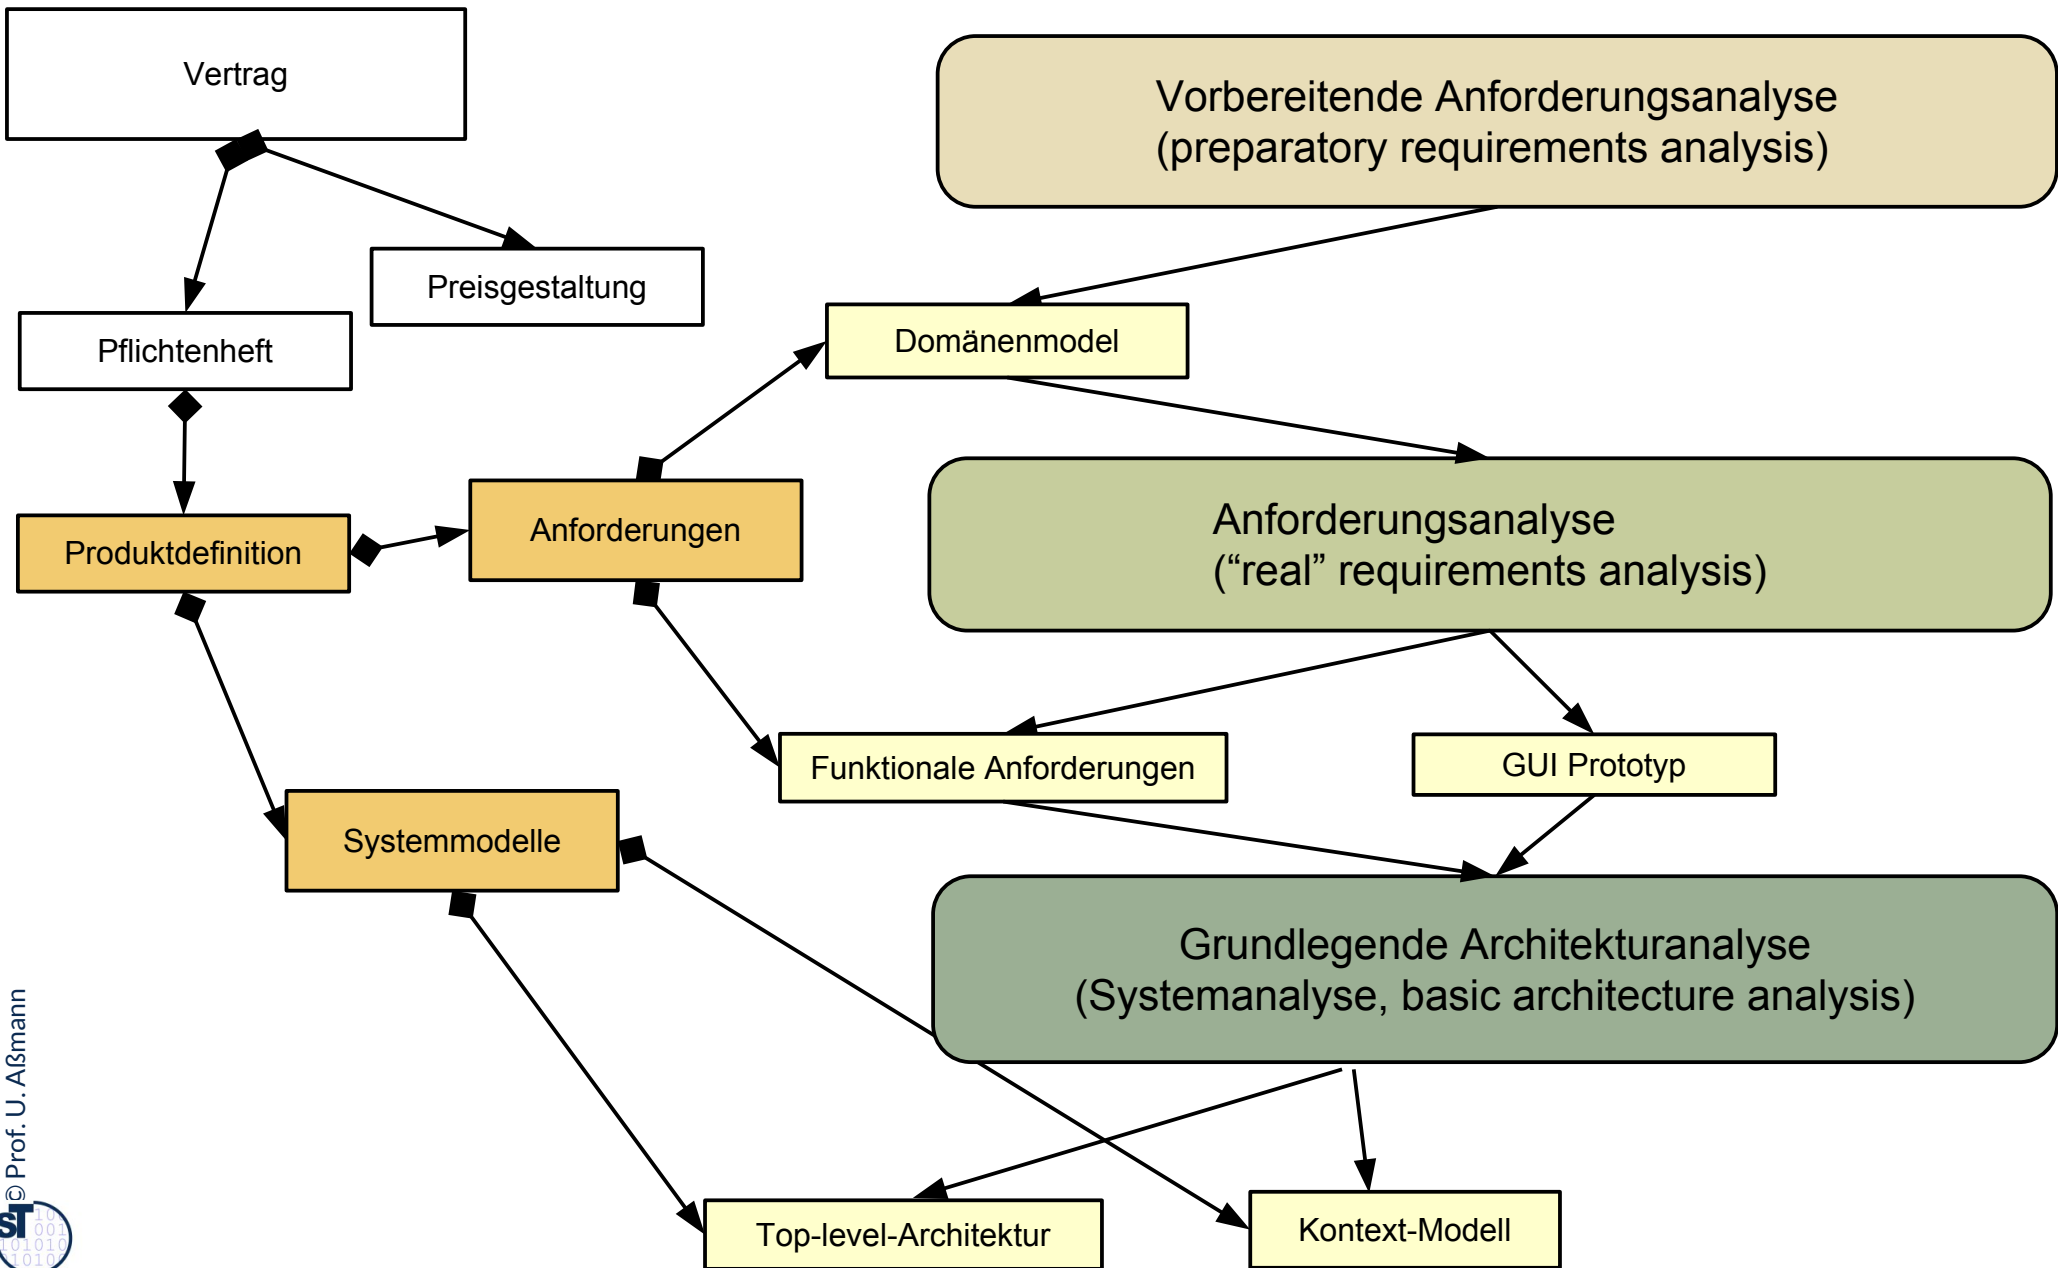 Vertrag
Vorbereitende Anforderungsanalyse
(preparatory requirements analysis)
Preisgestaltung
Pflichtenheft
Domänenmodel
Anforderungen
Produktdefinition
Anforderungsanalyse
(“real” requirements analysis)
Funktionale Anforderungen
GUI Prototyp
Systemmodelle
Grundlegende Architekturanalyse
(Systemanalyse, basic architecture analysis)
Top-level-Architektur
Kontext-Modell
© Prof. U. Aßmann